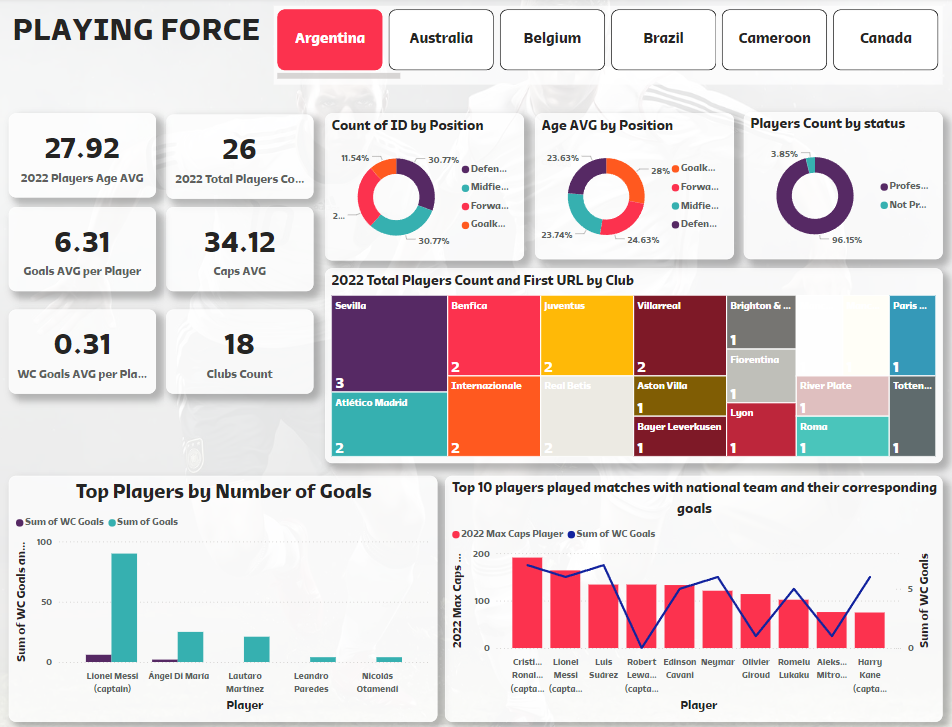 PLAYING FORCE
Argentina
Australia
Belgium
Brazil
Cameroon
Canada
27.92
2022 Players Age AVG
26
2022 Total Players Co...
6.31
Goals AVG per Player
34.12
Caps AVG
0.31
WC Goals AVG per Pla...
18
Clubs Count
Count of ID by Position
11.54%
30.77%
2...
30.77%
Defen...
Midfie...
Forwa...
Goalk...
Age AVG by Position
23.63%
28%
23.74%
24.63%
Goalk...
Forwa...
Midfie...
Defen...
Players Count by status
3.85%
96.15%
Profes...
Not Pr...
2022 Total Players Count and First URL by Club
Sevilla
3
Atlético Madrid
2
Benfica
2
Internazionale
2
Juventus
2
Real Betis
2
Villarreal
2
Aston Villa
1
Bayer Leverkusen
1
Brighton & ...
1
Fiorentina
1
Lyon
1
River Plate
1
Roma
1
Paris ...
1
Totten...
1
Top Players by Number of Goals
Sum of WC Goals
Sum of Goals
Sum of WC Goals an...
100
50
0
Lionel Messi
(captain)
Ángel Di María
Lautaro
Martínez
Leandro
Paredes
Nicolás
Otamendi
Player
Top 10 players played matches with national team and their corresponding
goals
2022 Max Caps Player
Sum of WC Goals
2022 Max Caps ...
200
100
0
5
0
Sum of WC Goals
Cristi...
Ronal...
(capta...
Lionel
Messi
(capta...
Luis
Suárez
Robert
Lewa...
(capta...
Edinson
Cavani
Neymar
Olivier
Giroud
Romelu
Lukaku
Aleks...
Mitro...
Harry
Kane
(capta...
Player